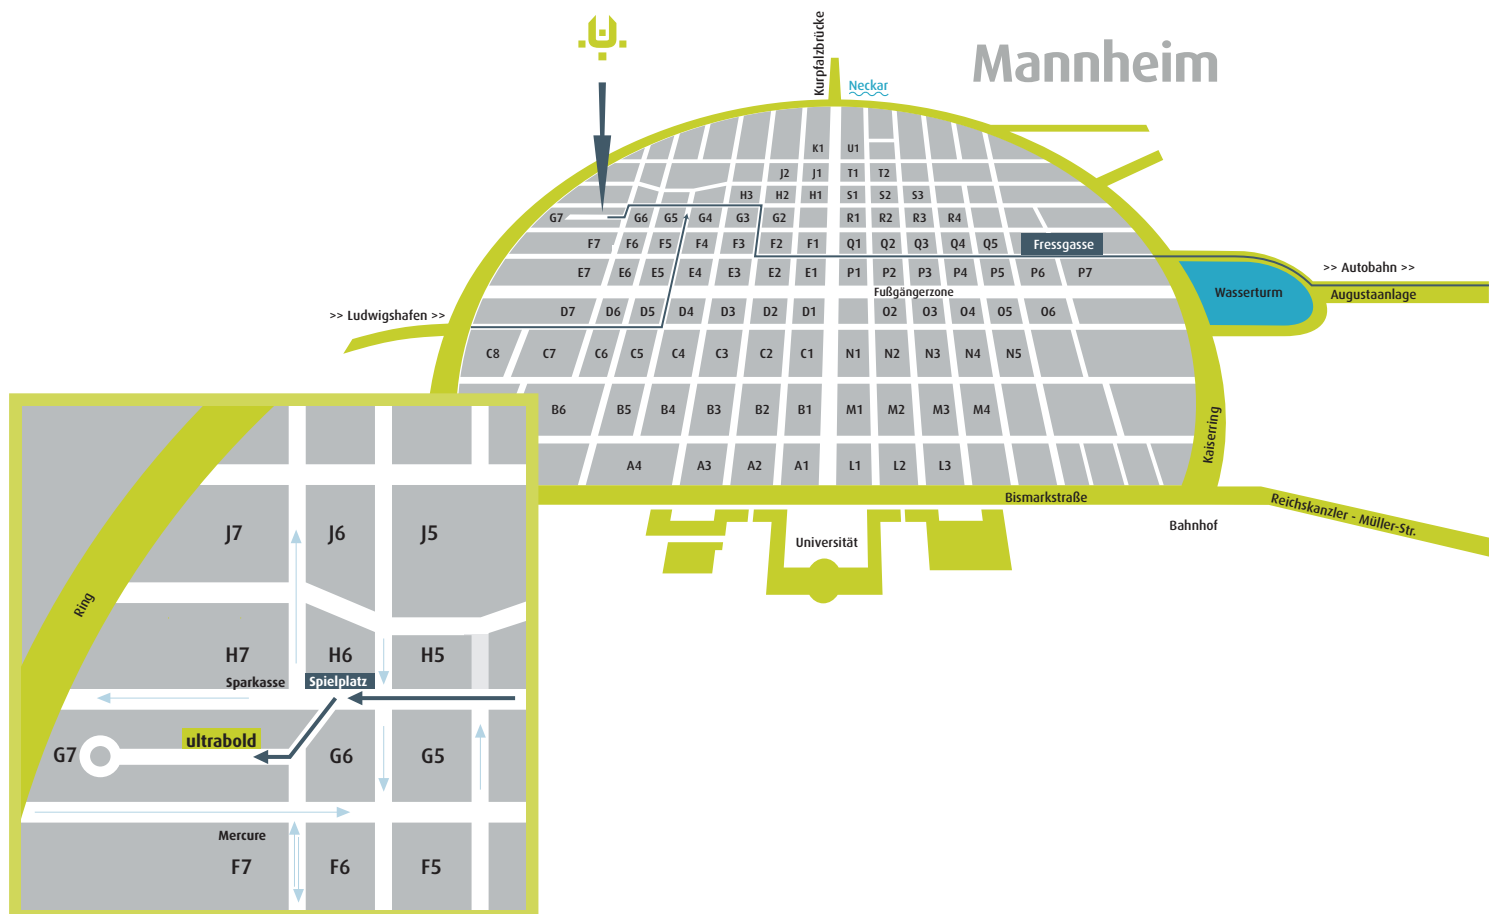 Mannheim
Kurpfalzbrücke
Neckar
K1 U1
J2 J1 T1 T2
H3 H2 H1 S1 S2 S3
G7 G6 G5 G4 G3 G2 R1 R2 R3 R4
F7 F6 F5 F4 F3 F2 F1 Q1 Q2 Q3 Q4 Q5 Fressgasse
E7 E6 E5 E4 E3 E2 E1 P1 P2 P3 P4 P5 P6 P7
>> Autobahn >>
Wasserturm
Augustaanlage
Fußgängerzone
>> Ludwigshafen >>
D7 D6 D5 D4 D3 D2 D1 O2 O3 O4 O5 O6
C8 C7 C6 C5 C4 C3 C2 C1 N1 N2 N3 N4 N5
B6 B5 B4 B3 B2 B1 M1 M2 M3 M4
Kaiserring
A4 A3 A2 A1 L1 L2 L3
Bismarkstraße
Reichskanzler - Müller-Str.
Bahnhof
Universität
J7 J6 J5
Ring
H7 H6 H5
Sparkasse Spielplatz
ultrabold
G7 G6 G5
Mercure
F7 F6 F5